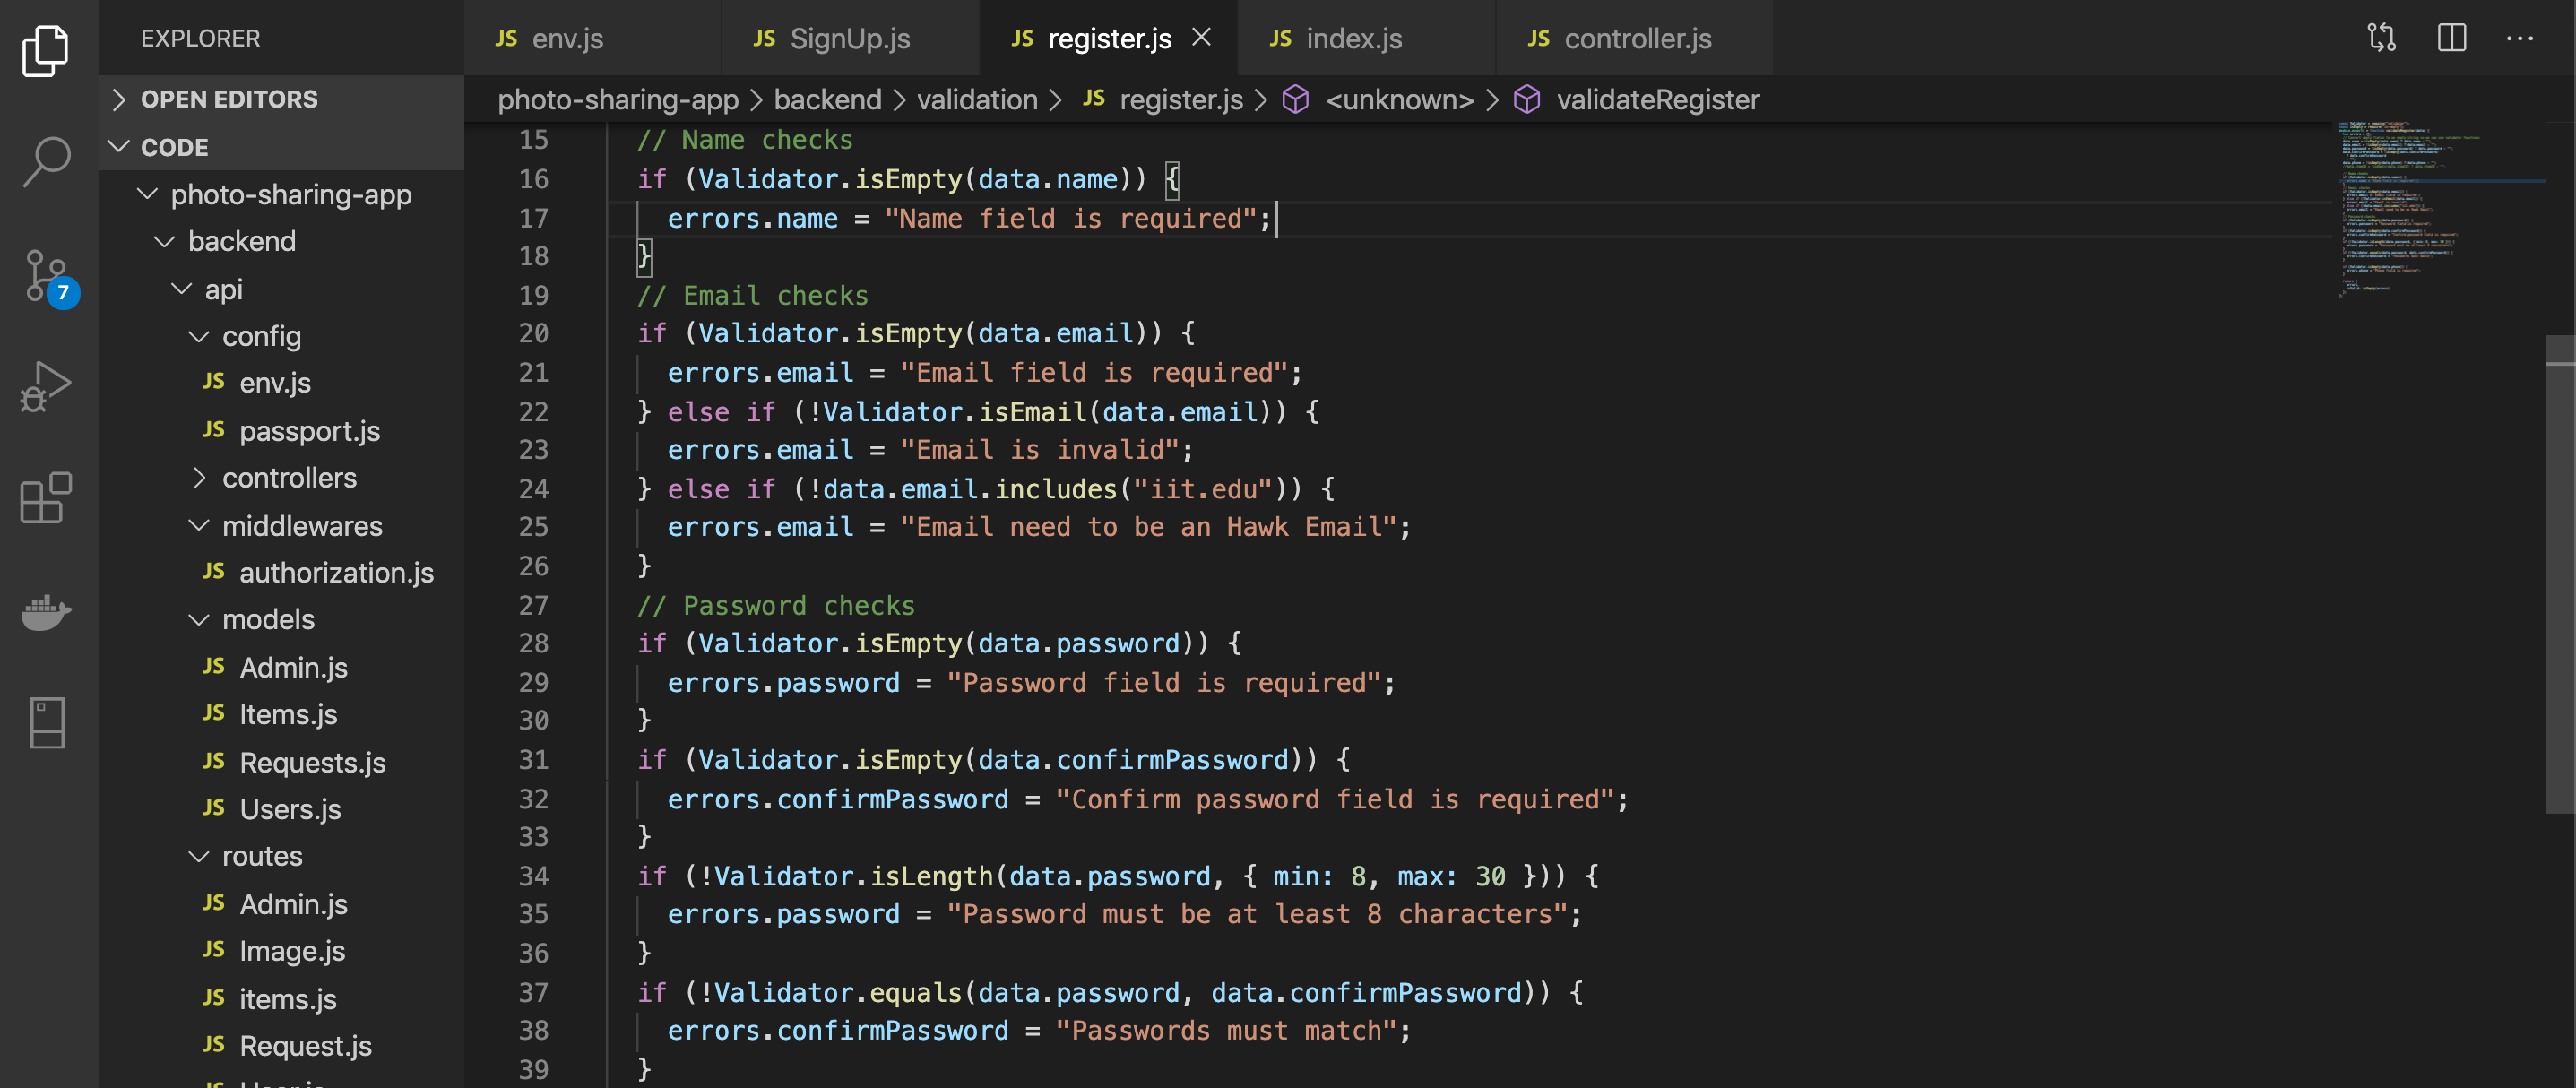 EXPLORER
OPEN EDITORS
CODE
photo-sharing-app
backend
api
config
JS env.js
JS passport.js
controllers
middlewares
JS authorization.js
models
JS Admin.js
JS Items.js
JS Requests.js
JS Users.js
routes
JS Admin.js
JS Image.js
JS items.js
JS Request.js
7
JS env.js JS SignUp.js JS register.js JS index.js JS controller.js
photo-sharing-app > backend > validation > JS register.js > <unknown> > validateRegister
15 // Name checks
16 if (Validator.isEmpty(data.name)) {
17 errors.name = "Name field is required";
18 }
19 // Email checks
20 if (Validator.isEmpty(data.email)) {
21 errors.email = "Email field is required";
22 } else if (!Validator.isEmail(data.email)) {
23 errors.email = "Email is invalid";
24 } else if (!data.email.includes("iit.edu")) {
25 errors.email = "Email need to be an Hawk Email";
26 }
27 // Password checks
28 if (Validator.isEmpty(data.password)) {
29 errors.password = "Password field is required";
30 }
31 if (Validator.isEmpty(data.confirmPassword)) {
32 errors.confirmPassword = "Confirm password field is required";
33 }
34 if (!Validator.isLength(data.password, { min: 8, max: 30 })) {
35 errors.password = "Password must be at least 8 characters";
36 }
37 if (!Validator.equals(data.password, data.confirmPassword)) {
38 errors.confirmPassword = "Passwords must match";
39 }